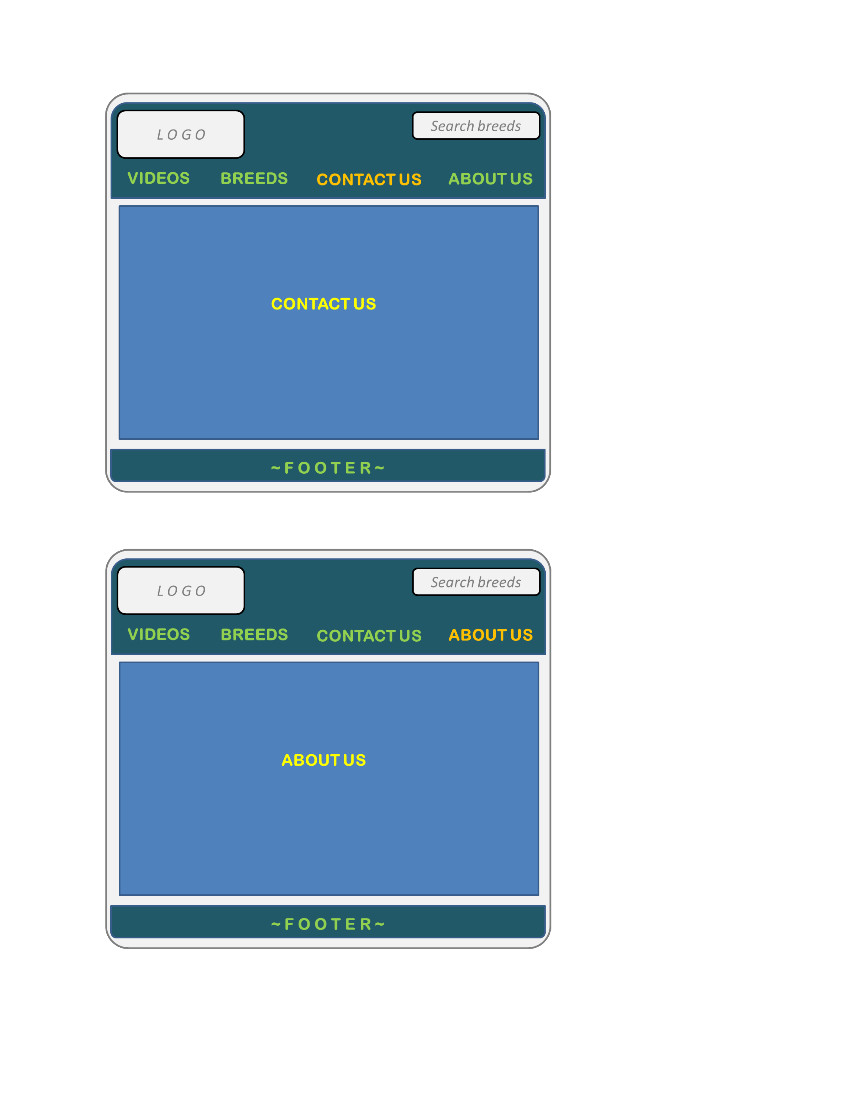 L O G O
Search breeds
VIDEOS BREEDS CONTACT US ABOUT US
CONTACT US
~ F O O T E R ~
L O G O
Search breeds
VIDEOS BREEDS CONTACT US ABOUT US
ABOUT US
~ F O O T E R ~